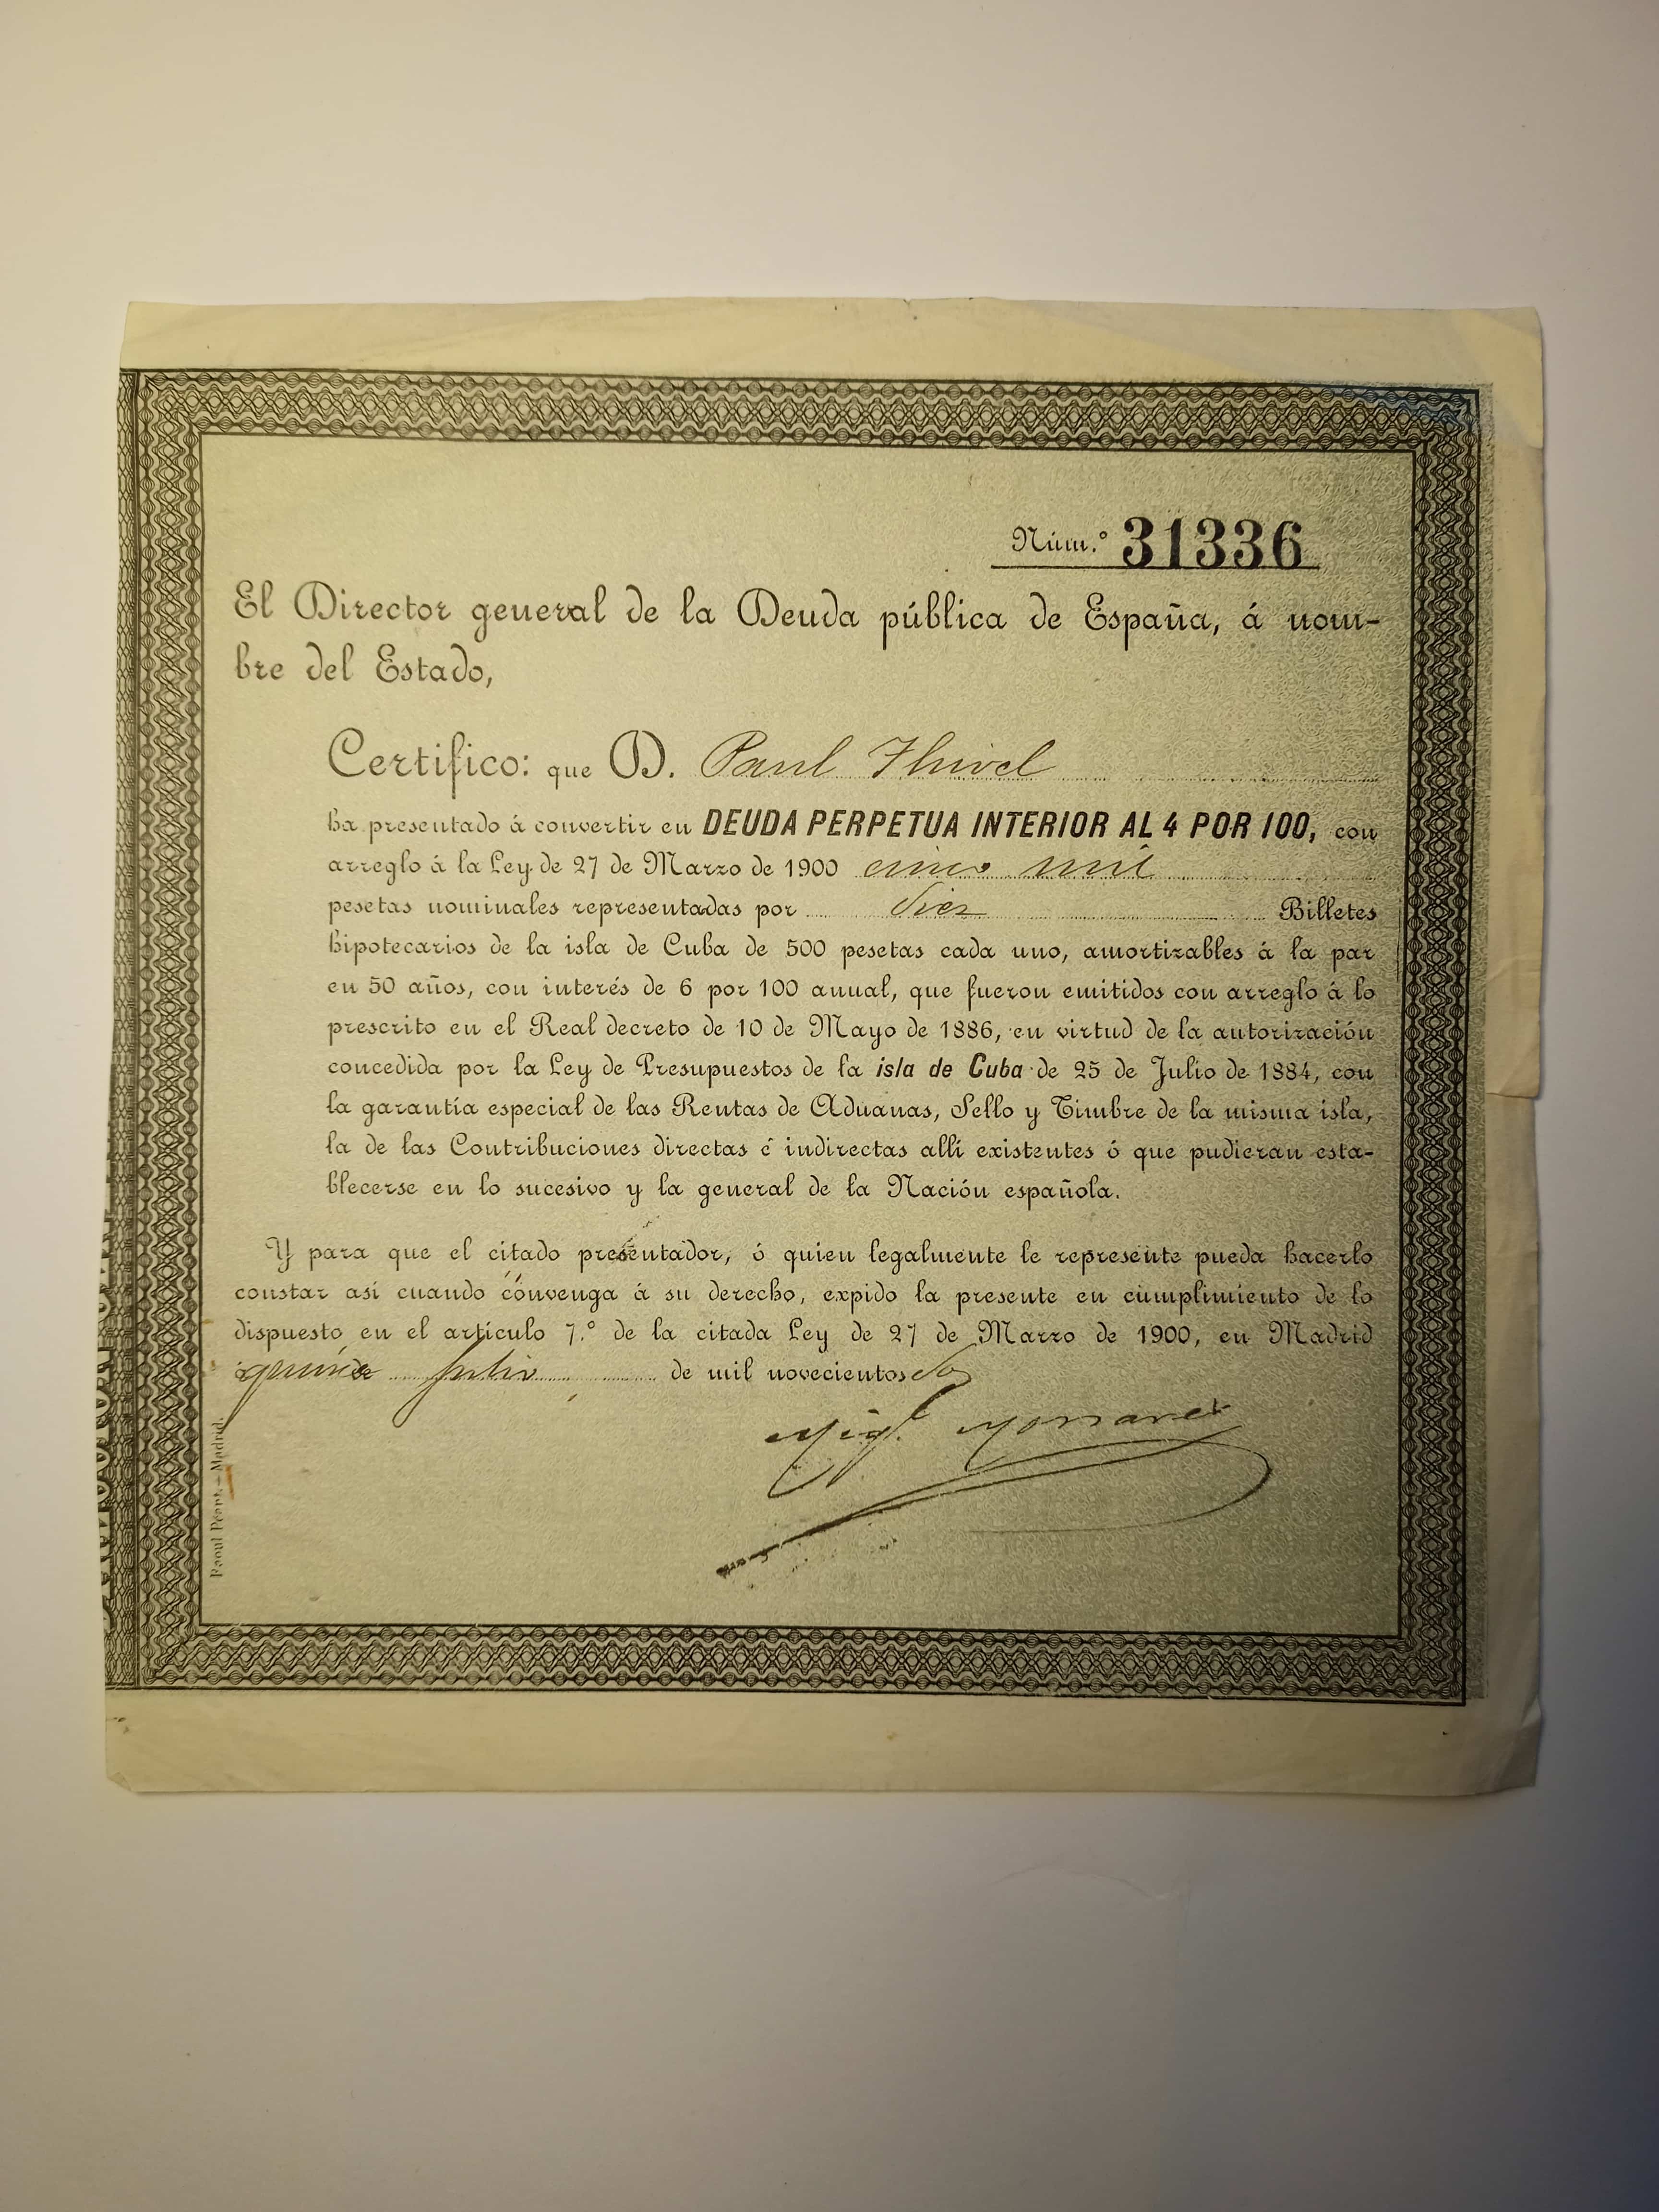 Núm.º 31336
El Director general de la Deuda pública de España, á nom-
bre del Estado,
Certifico: que D. Paul Thivel
ha presentado á convertir en DEUDA PERPETUA INTERIOR AL 4 POR 100, con
arreglo á la Ley de 27 de Marzo de 1900 cinco mil
pesetas nominales representadas por diez Billetes
hipotecarios de la isla de Cuba de 500 pesetas cada uno, amortizables á la par
en 50 años, con interés de 6 por 100 anual, que fueron emitidos con arreglo á lo
prescrito en el Real decreto de 10 de Mayo de 1886, en virtud de la autorización
concedida por la Ley de Presupuestos de la isla de Cuba de 25 de Julio de 1884, con
la garantía especial de las Rentas de Aduanas, Sello y Timbre de la misma isla,
la de las Contribuciones directas é indirectas allí existentes ó que pudieran esta-
blecerse en lo sucesivo y la general de la Nación española.
Y para que el citado presentador, ó quien legalmente le represente pueda hacerlo
constar así cuando convenga á su derecho, expido la presente en cumplimiento de lo
dispuesto en el artículo 7.º de la citada Ley de 27 de Marzo de 1900, en Madrid
quince Julio de mil novecientos dos
Raoul Péant.—Madrid.